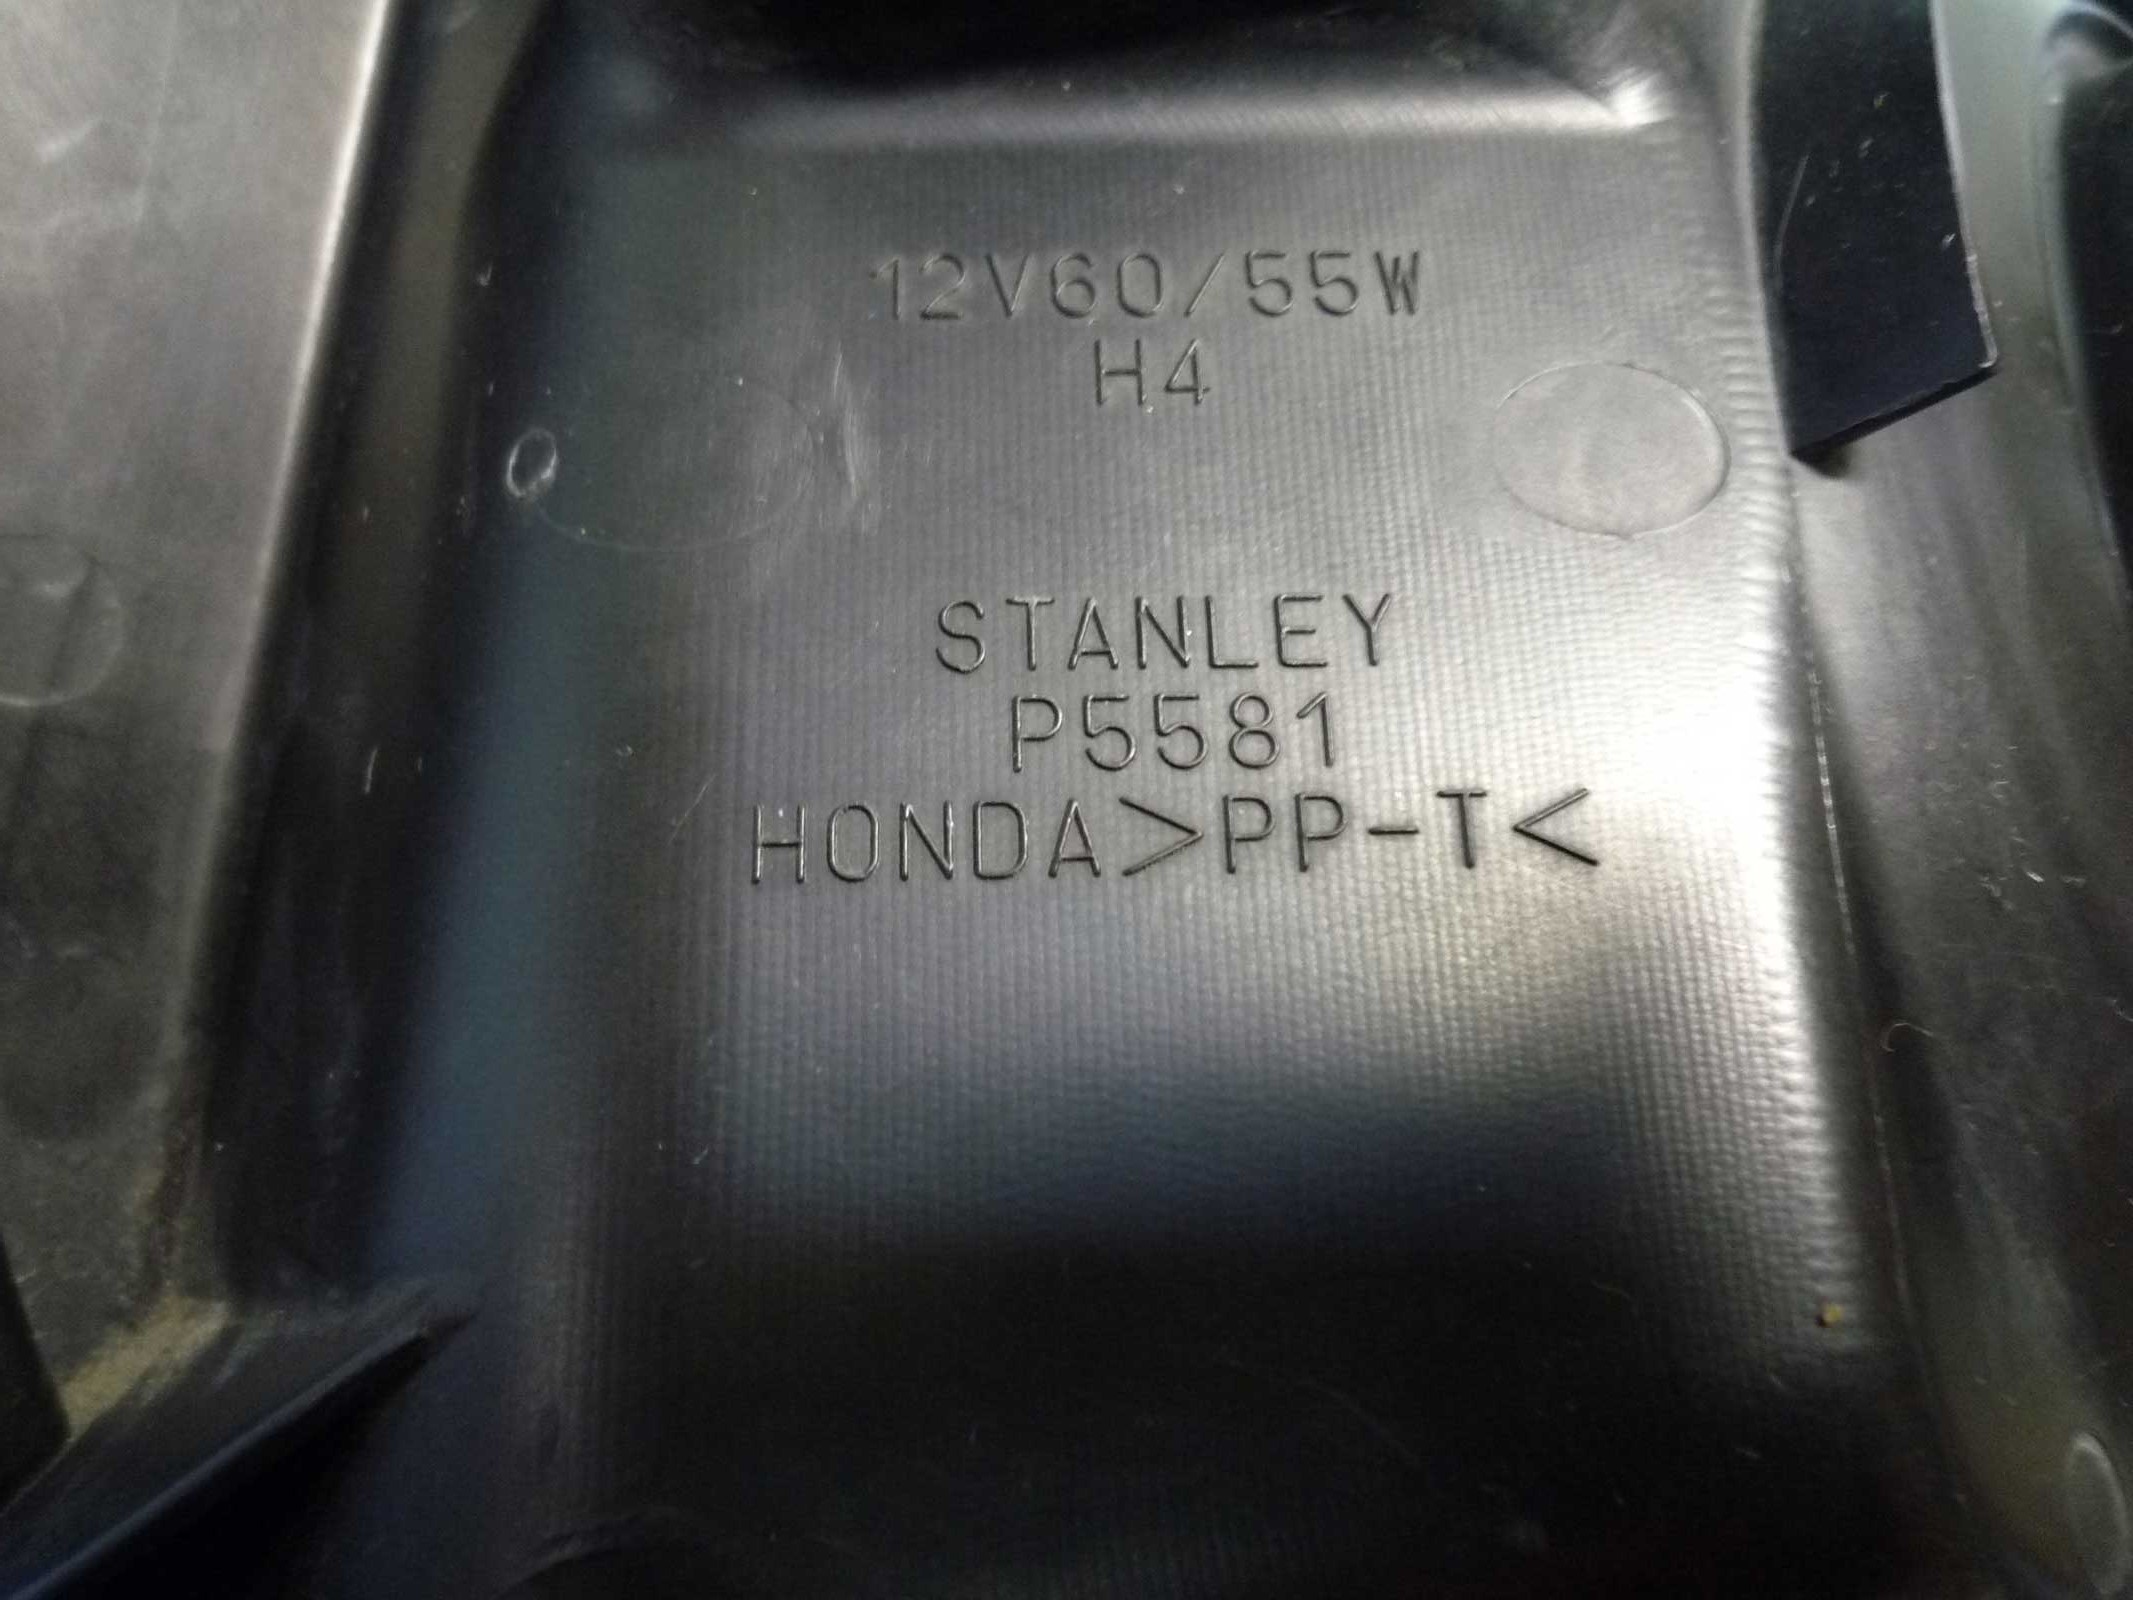 12V60/55W
H4
STANLEY
P5581
HONDA>PP-T<